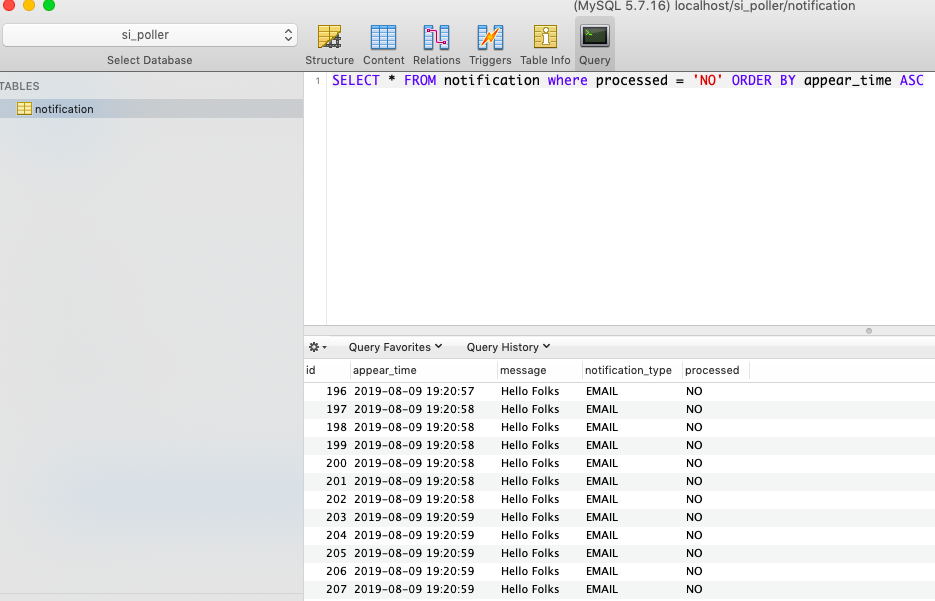 (MySQL 5.7.16) localhost/si_poller/notification
si_poller
Select Database
Structure Content Relations Triggers Table Info Query
TABLES
notification
1 SELECT * FROM notification where processed = 'NO' ORDER BY appear_time ASC
Query Favorites Query History
id appear_time message notification_type processed
196 2019-08-09 19:20:57 Hello Folks EMAIL NO
197 2019-08-09 19:20:58 Hello Folks EMAIL NO
198 2019-08-09 19:20:58 Hello Folks EMAIL NO
199 2019-08-09 19:20:58 Hello Folks EMAIL NO
200 2019-08-09 19:20:58 Hello Folks EMAIL NO
201 2019-08-09 19:20:58 Hello Folks EMAIL NO
202 2019-08-09 19:20:58 Hello Folks EMAIL NO
203 2019-08-09 19:20:59 Hello Folks EMAIL NO
204 2019-08-09 19:20:59 Hello Folks EMAIL NO
205 2019-08-09 19:20:59 Hello Folks EMAIL NO
206 2019-08-09 19:20:59 Hello Folks EMAIL NO
207 2019-08-09 19:20:59 Hello Folks EMAIL NO